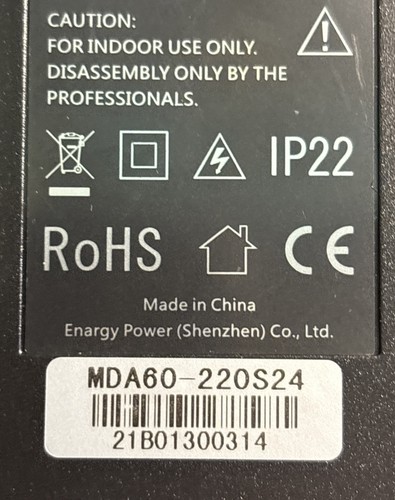 CAUTION:
FOR INDOOR USE ONLY.
DISASSEMBLY ONLY BY THE
PROFESSIONALS.
IP22
RoHS
CE
Made in China
Enargy Power (Shenzhen) Co., Ltd.
MDA60-220S24
21B01300314